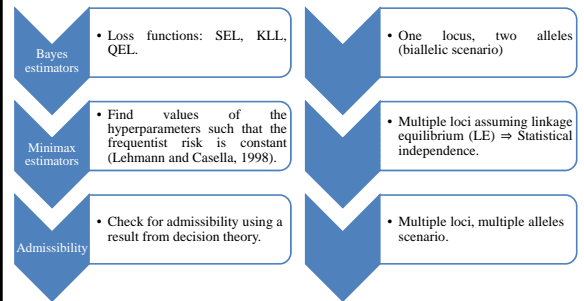 Bayes
estimators
• Loss functions: SEL, KLL,
QEL.
Minimax
estimators
• Find values of the
hyperparameters such that the
frequentist risk is constant
(Lehmann and Casella, 1998).
Admissibility
• Check for admissibility using a
result from decision theory.
• One locus, two alleles
(biallelic scenario)
• Multiple loci assuming linkage
equilibrium (LE) ⇒ Statistical
independence.
• Multiple loci, multiple alleles
scenario.